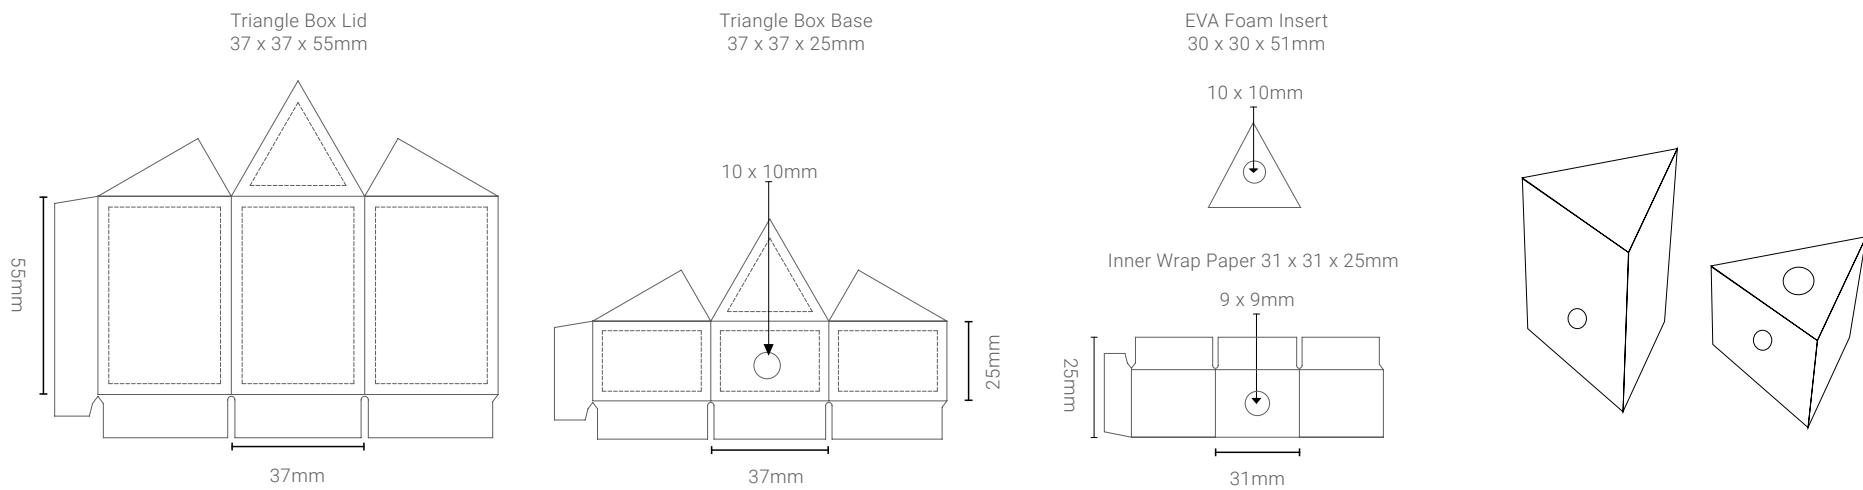 Triangle Box Lid
37 x 37 x 55mm
55mm
37mm
Triangle Box Base
37 x 37 x 25mm
10 x 10mm
25mm
37mm
EVA Foam Insert
30 x 30 x 51mm
10 x 10mm
Inner Wrap Paper 31 x 31 x 25mm
9 x 9mm
25mm
31mm